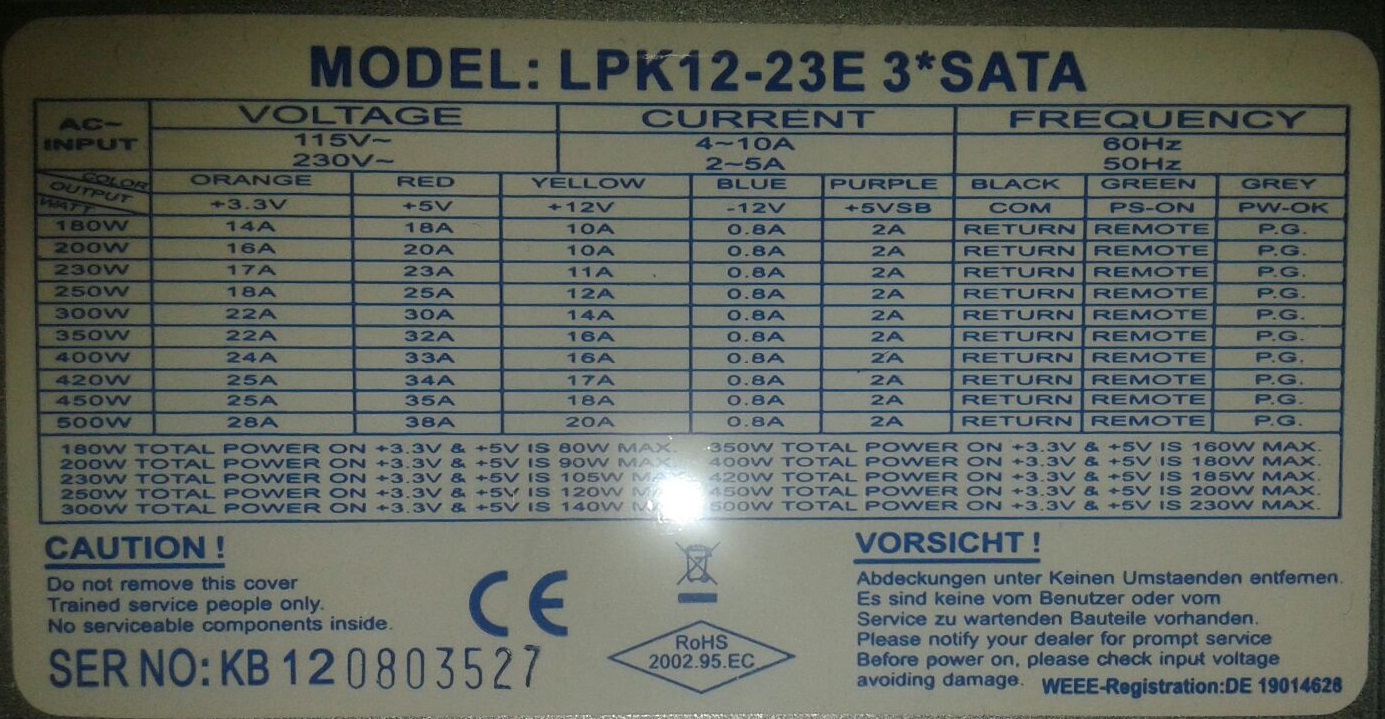 MODEL: LPK12-23E 3*SATA
AC~ INPUT VOLTAGE CURRENT FREQUENCY
115V~ 4~10A 60Hz
230V~ 2~5A 50Hz
COLOR ORANGE RED YELLOW BLUE PURPLE BLACK GREEN GREY
OUTPUT WATT +3.3V +5V +12V -12V +5VSB COM PS-ON PW-OK
180W 14A 18A 10A 0.8A 2A RETURN REMOTE P.G.
200W 16A 20A 10A 0.8A 2A RETURN REMOTE P.G.
230W 17A 23A 11A 0.8A 2A RETURN REMOTE P.G.
250W 18A 25A 12A 0.8A 2A RETURN REMOTE P.G.
300W 22A 30A 14A 0.8A 2A RETURN REMOTE P.G.
350W 22A 32A 16A 0.8A 2A RETURN REMOTE P.G.
400W 24A 33A 16A 0.8A 2A RETURN REMOTE P.G.
420W 25A 34A 17A 0.8A 2A RETURN REMOTE P.G.
450W 25A 35A 18A 0.8A 2A RETURN REMOTE P.G.
500W 28A 38A 20A 0.8A 2A RETURN REMOTE P.G.
180W TOTAL POWER ON +3.3V & +5V IS 80W MAX. 350W TOTAL POWER ON +3.3V & +5V IS 160W MAX.
200W TOTAL POWER ON +3.3V & +5V IS 90W MAX. 400W TOTAL POWER ON +3.3V & +5V IS 180W MAX.
230W TOTAL POWER ON +3.3V & +5V IS 105W MAX. 420W TOTAL POWER ON +3.3V & +5V IS 185W MAX.
250W TOTAL POWER ON +3.3V & +5V IS 120W 450W TOTAL POWER ON +3.3V & +5V IS 200W MAX.
300W TOTAL POWER ON +3.3V & +5V IS 140W 500W TOTAL POWER ON +3.3V & +5V IS 230W MAX.
CAUTION !
Do not remove this cover
Trained service people only.
No serviceable components inside.
SER NO: KB 120803527
CE
RoHS
2002.95.EC
VORSICHT !
Abdeckungen unter Keinen Umstaenden entfernen.
Es sind keine vom Benutzer oder vom
Service zu wartenden Bauteile vorhanden.
Please notify your dealer for prompt service
Before power on, please check input voltage
avoiding damage. WEEE-Registration:DE 19014628